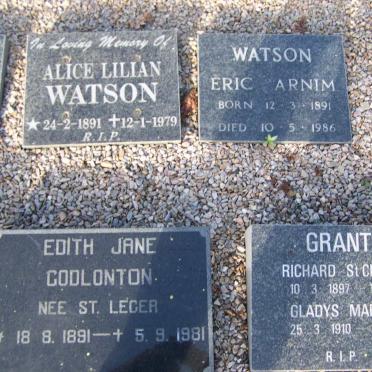 In Loving Memory Of
ALICE LILIAN
WATSON
★ 24-2-1891 ✝12-1-1979
R.I.P.
WATSON
ERIC ARNIM
BORN 12-3-1891
DIED 10-5-1986
EDITH JANE
GODLONTON
NEE ST. LEGER
18 8. 1891 — ✝ 5. 9. 1981
GRANT
RICHARD
10 3 1897
GLADYS
25. 3 1910
R. I. P.